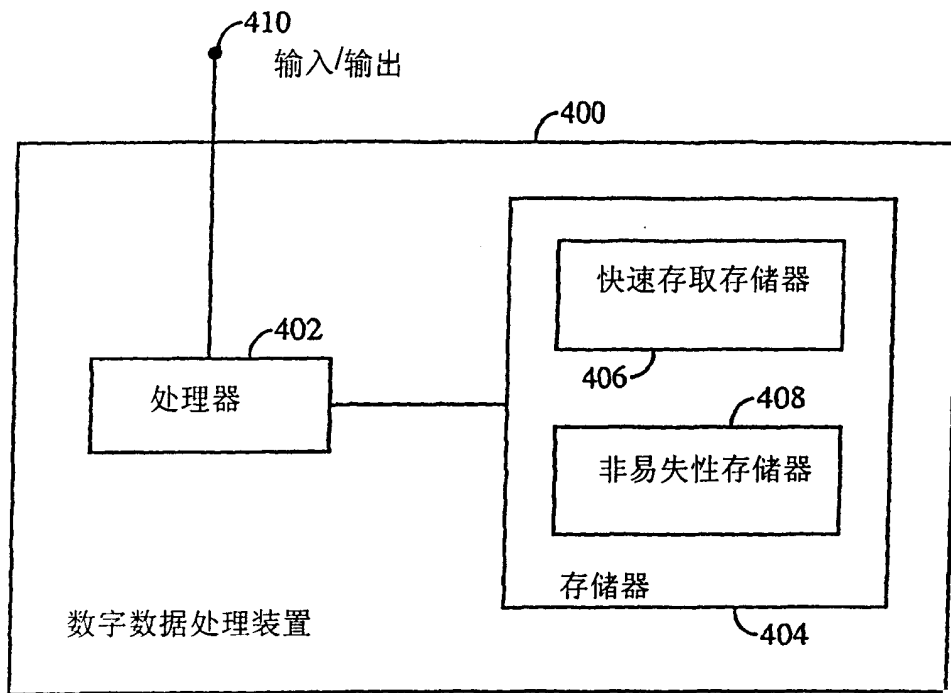 410
输入/输出
400
快速存取存储器
402
406
处理器
408
非易失性存储器
存储器
数字数据处理装置
404